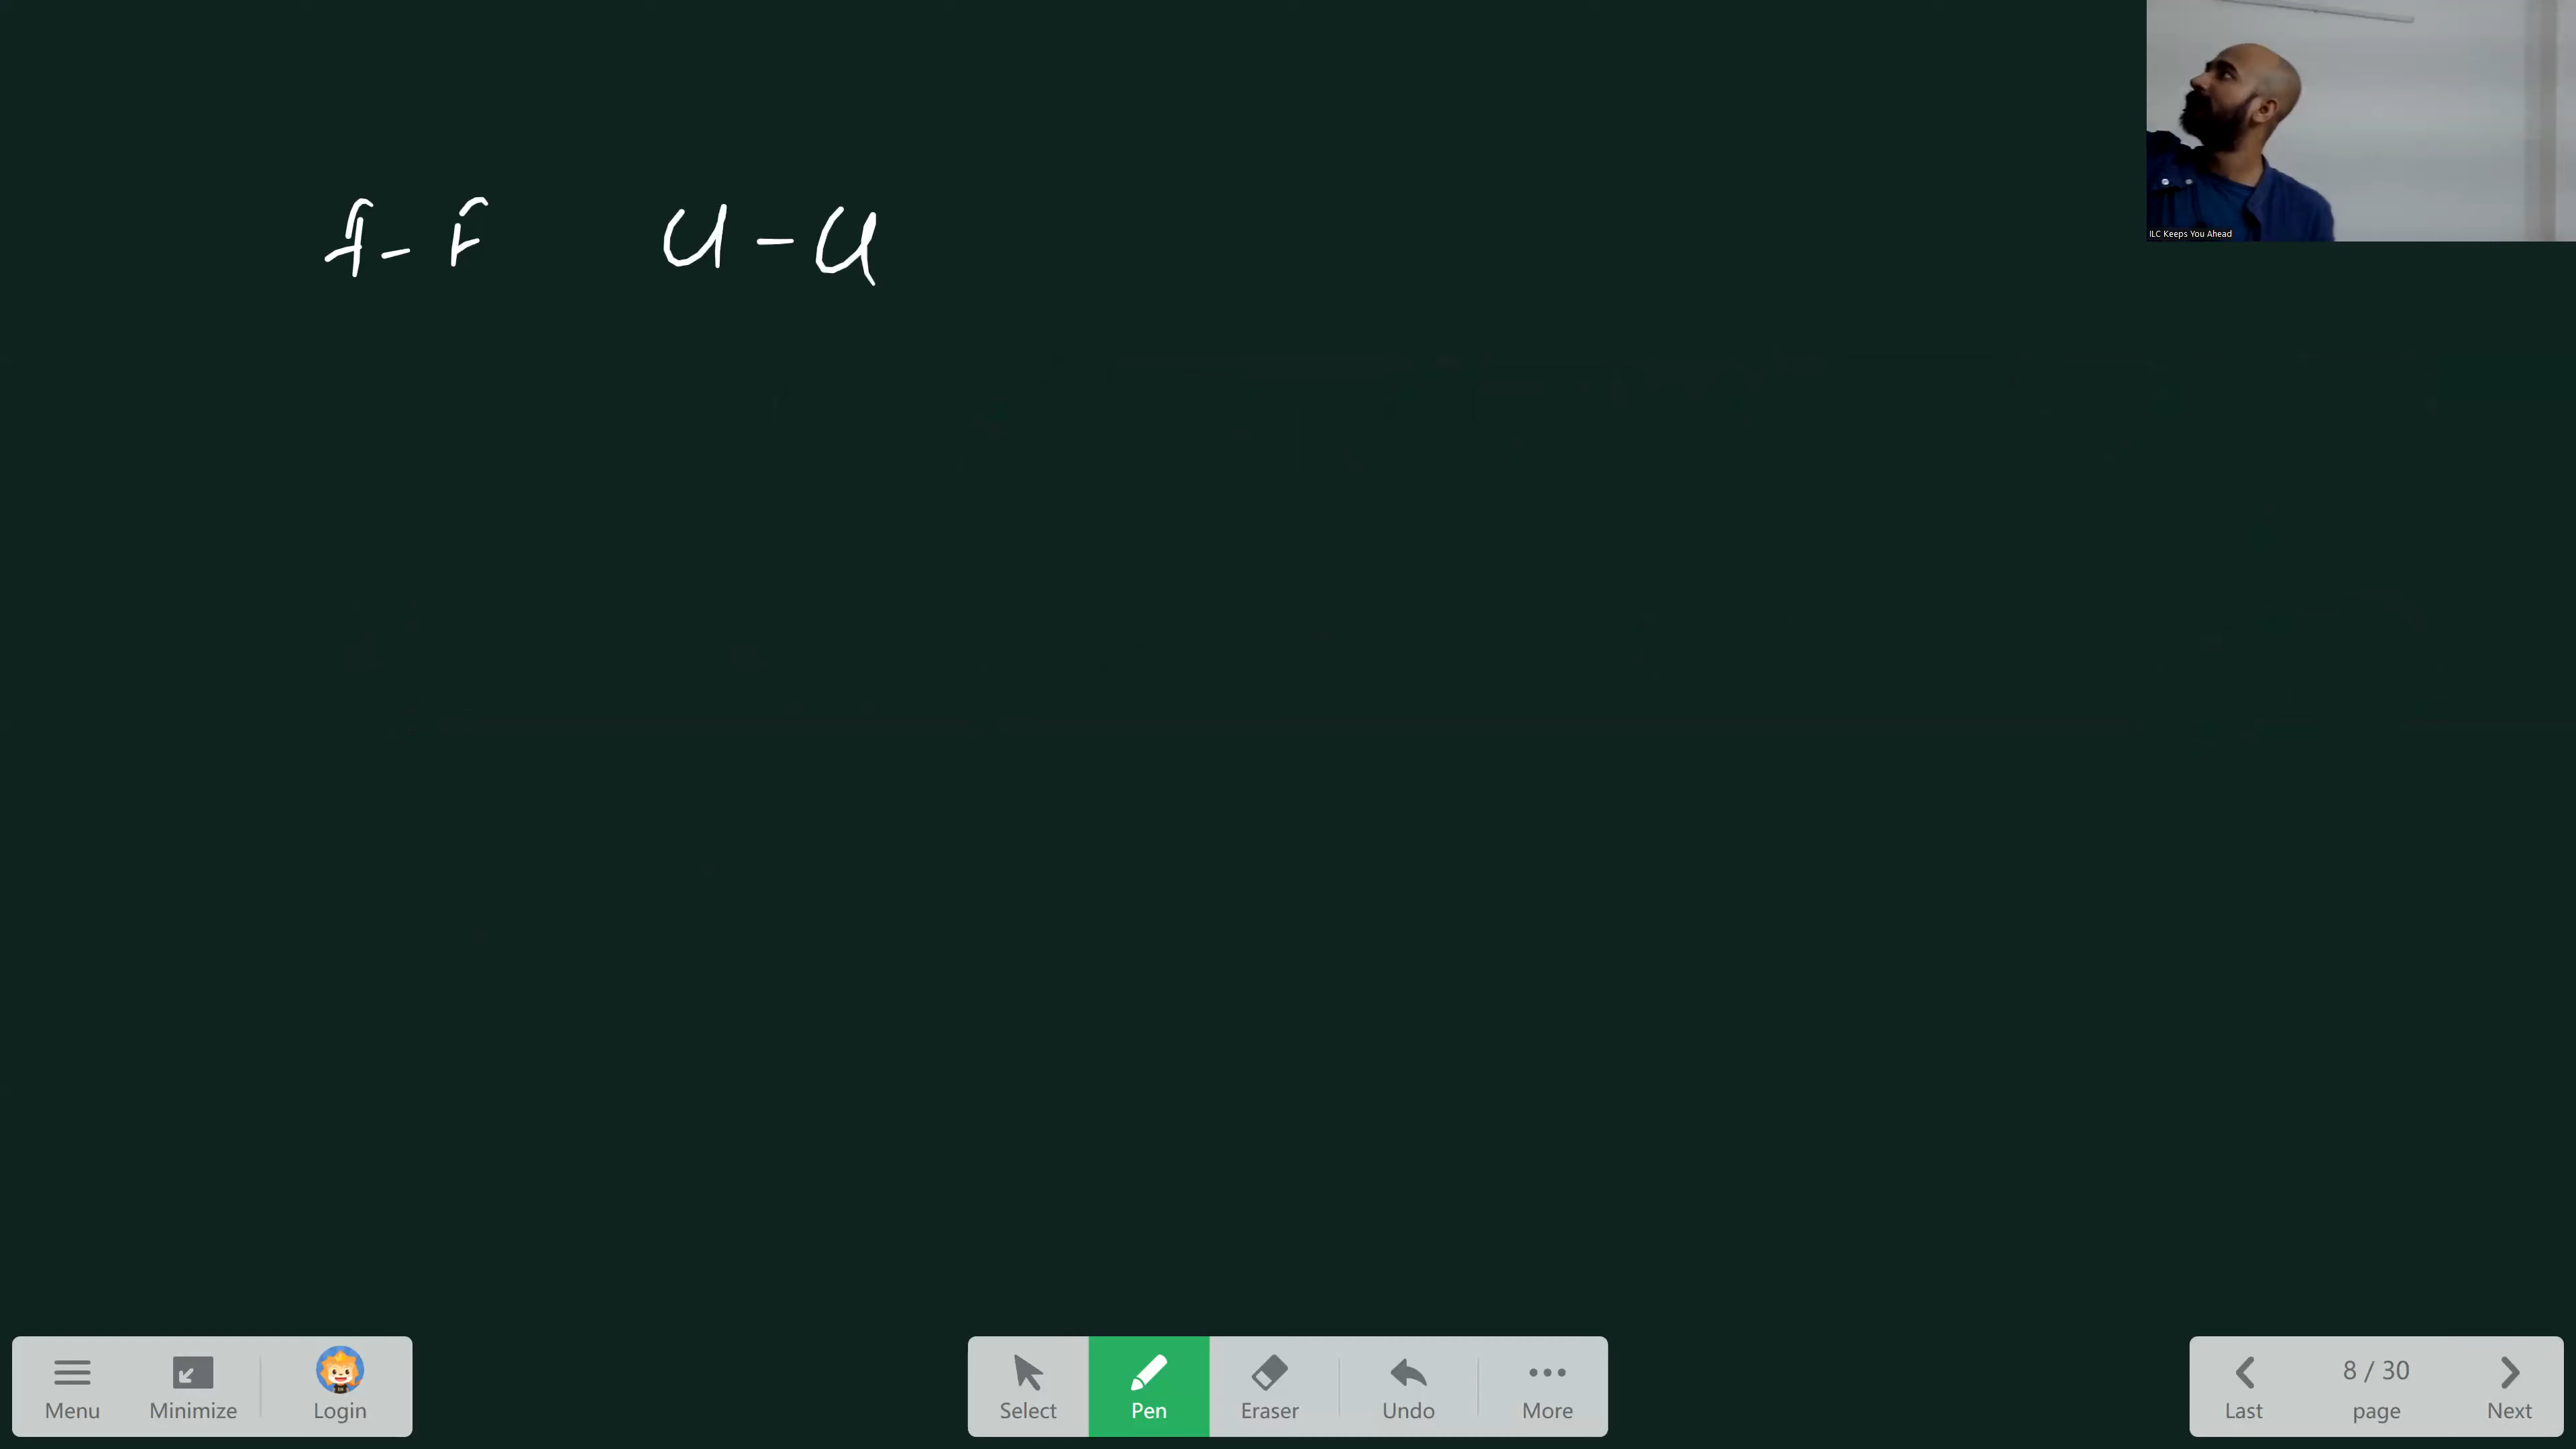 F - F U - U
ILC Keeps You Ahead
Menu Minimize Login Select Pen Eraser Undo More Last 8 / 30 page Next